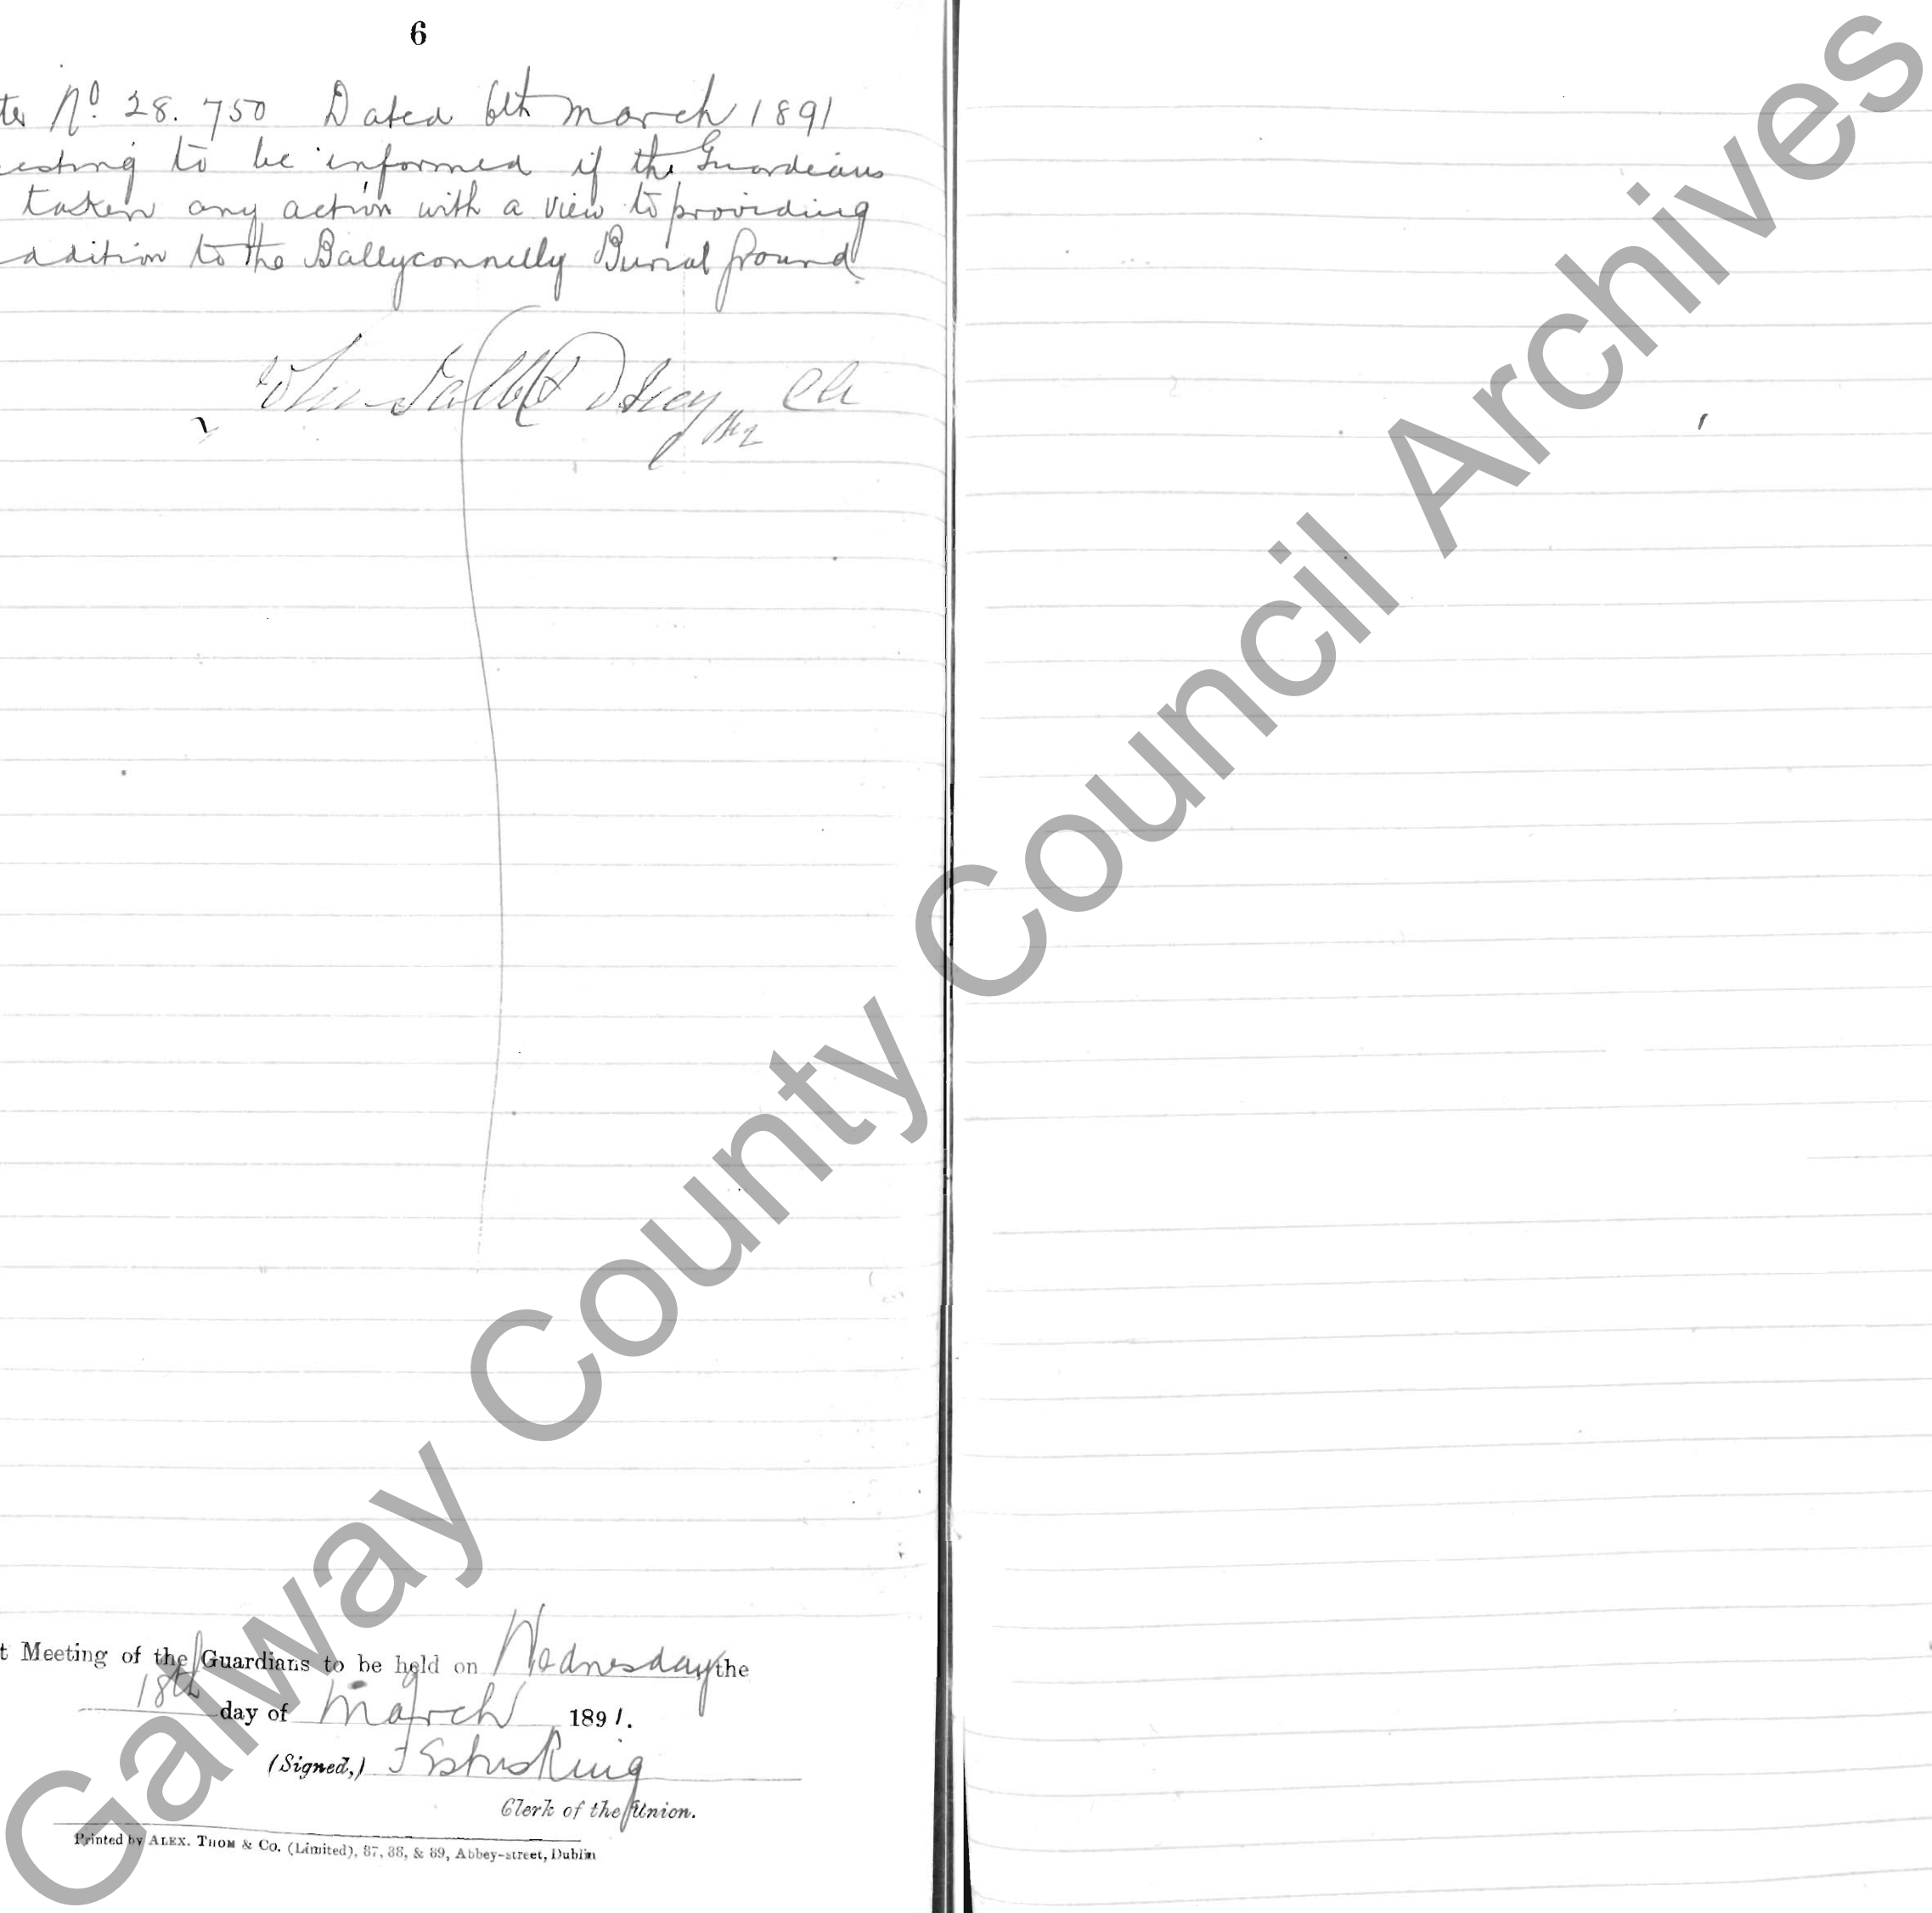 6
ter No. 28.750 Dated 6th March 1891
esting to be informed if the Guardians
taken any action with a view to providing
ddition to the Ballyconnelly Burial ground
t Meeting of the Guardians to be held on Wednesday the
18th day of March 1891.
(Signed,)
Clerk of the Union.
Printed by ALEX. THOM & CO. (Limited), 87, 88, & 89, Abbey-street, Dublin
Galway County Council Archives